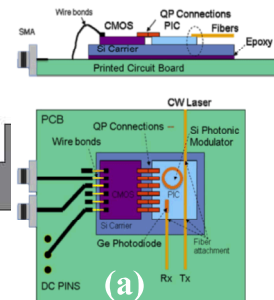 Wire bonds
CMOS
QP Connections
PIC
Fibers
SMA
Si Carrier
Epoxy
Printed Circuit Board
CW Laser
PCB
QP Connections
Si Photonic
Modulator
Wire bonds
CMOS
PIC
Si Carrier
Ge Photodiode
Fiber
attachment
DC PINS
(a)
Rx
Tx